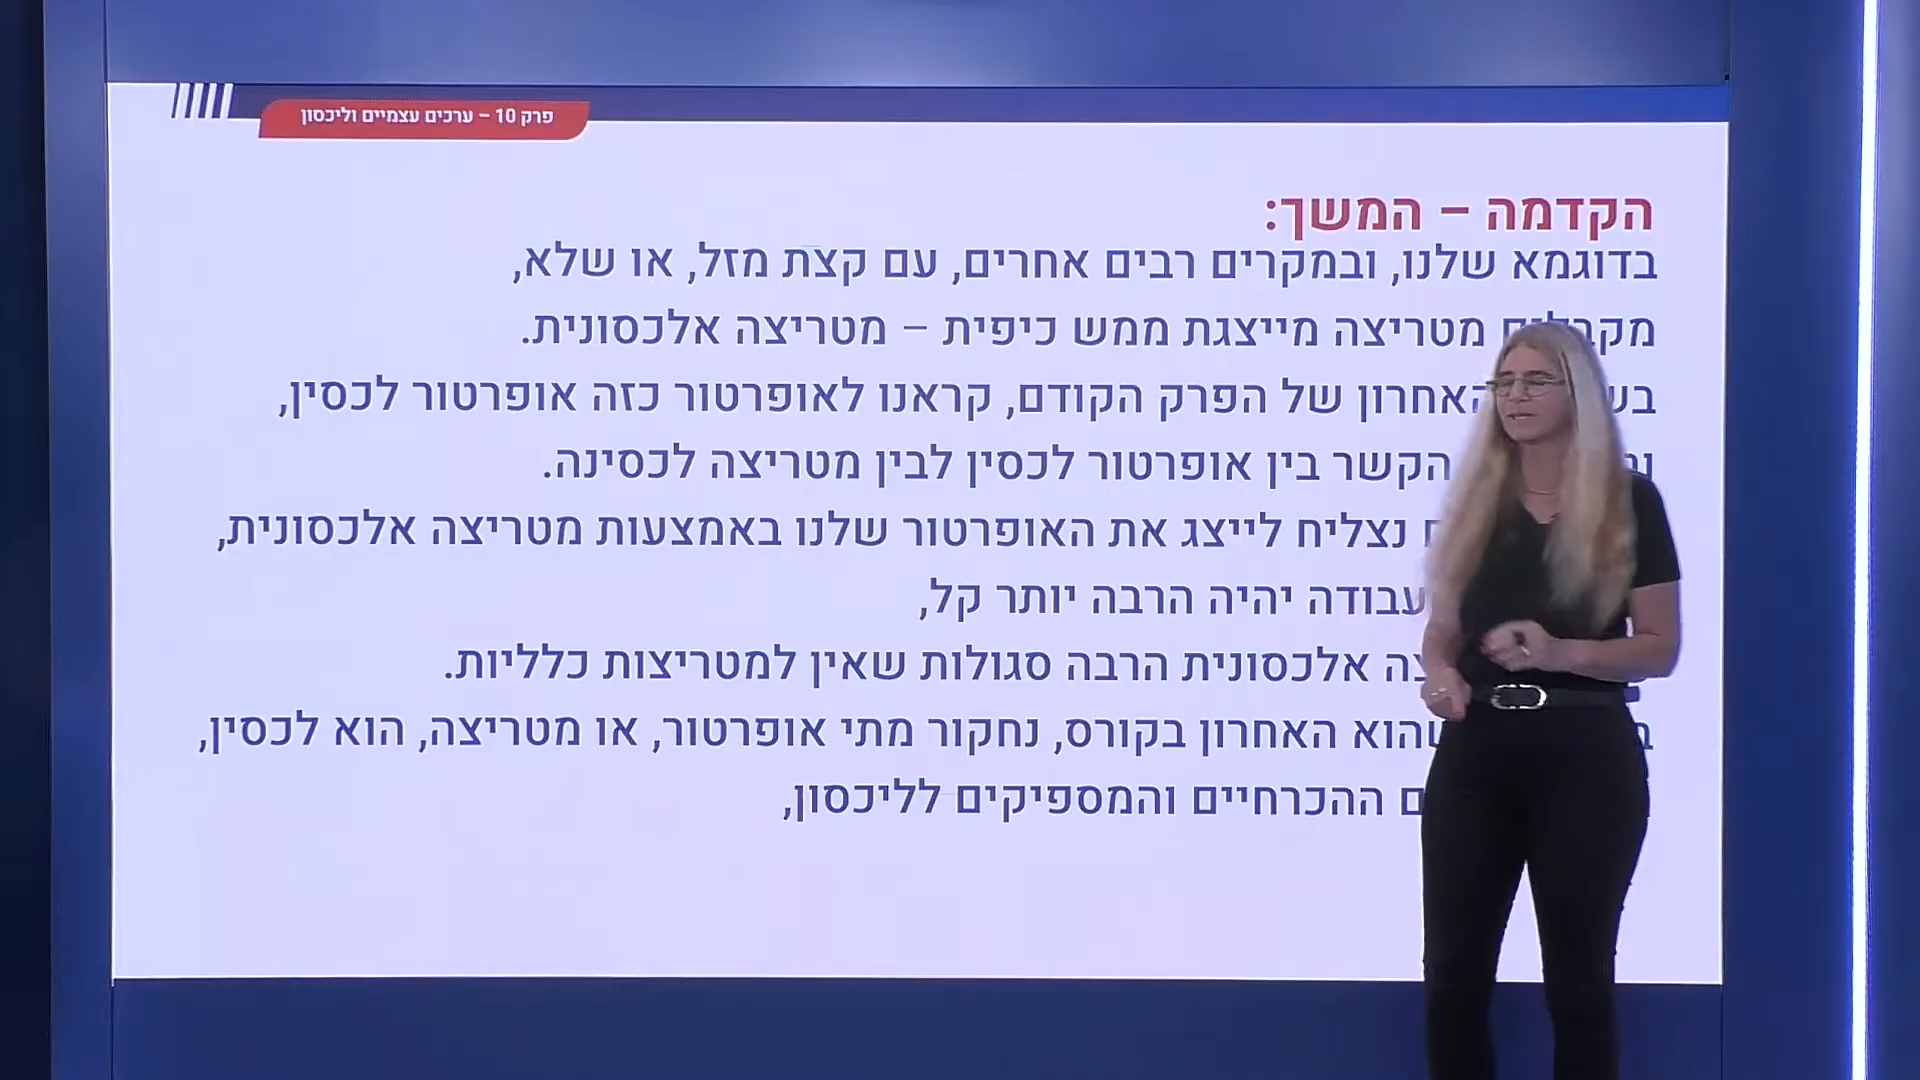 פרק 10 – ערכים עצמיים וליכסון
הקדמה – המשך:
בדוגמא שלנו, ובמקרים רבים אחרים, עם קצת מזל, או שלא,
מטריצה מייצגת ממש כיפית – מטריצה אלכסונית.
האחרון של הפרק הקודם, קראנו לאופרטור כזה אופרטור לכסין,
הקשר בין אופרטור לכסין לבין מטריצה לכסינה.
נצליח לייצג את האופרטור שלנו באמצעות מטריצה אלכסונית,
יהיה הרבה יותר קל,
אלכסונית הרבה סגולות שאין למטריצות כלליות.
האחרון בקורס, נחקור מתי אופרטור, או מטריצה, הוא לכסין,
ההכרחיים והמספיקים לליכסון,